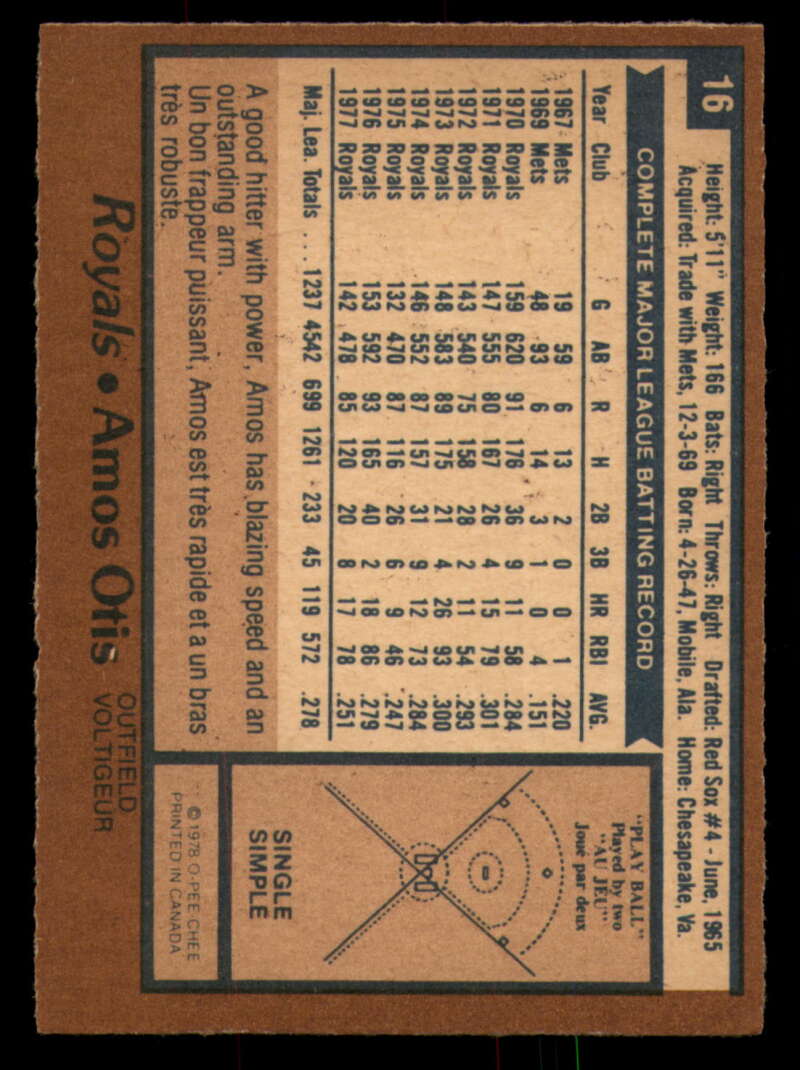 16
Height: 5'11" Weight: 166 Bats: Right Throws: Right Drafted: Red Sox #4 - June, 1965
Acquired: Trade with Mets, 12-3-69 Born: 4-26-47, Mobile, Ala. Home: Chesapeake, Va.
COMPLETE MAJOR LEAGUE BATTING RECORD
Year Club G AB R H 2B 3B HR RBI AVG.
1967 Mets 19 59 6 13 2 0 0 1 .220
1969 Mets 48 93 6 14 3 1 0 4 .151
1970 Royals 159 620 91 176 36 9 11 58 .284
1971 Royals 147 555 80 167 26 4 15 79 .301
1972 Royals 143 540 75 158 28 2 11 54 .293
1973 Royals 148 583 89 175 21 4 26 93 .300
1974 Royals 146 552 87 157 31 9 12 73 .284
1975 Royals 132 470 87 116 26 6 9 46 .247
1976 Royals 153 592 93 165 40 2 18 86 .279
1977 Royals 142 478 85 120 20 8 17 78 .251
Maj. Lea. Totals . . . 1237 4542 699 1261 233 45 119 572 .278
A good hitter with power, Amos has blazing speed and an
outstanding arm.
Un bon frappeur puissant, Amos est très rapide et a un bras
très robuste.
"PLAY BALL"
Played by two
"AU JEU"
Joué par deux
SINGLE
SIMPLE
© 1978 O-PEE-CHEE
PRINTED IN CANADA
Royals • Amos Otis
OUTFIELD
VOLTIGEUR